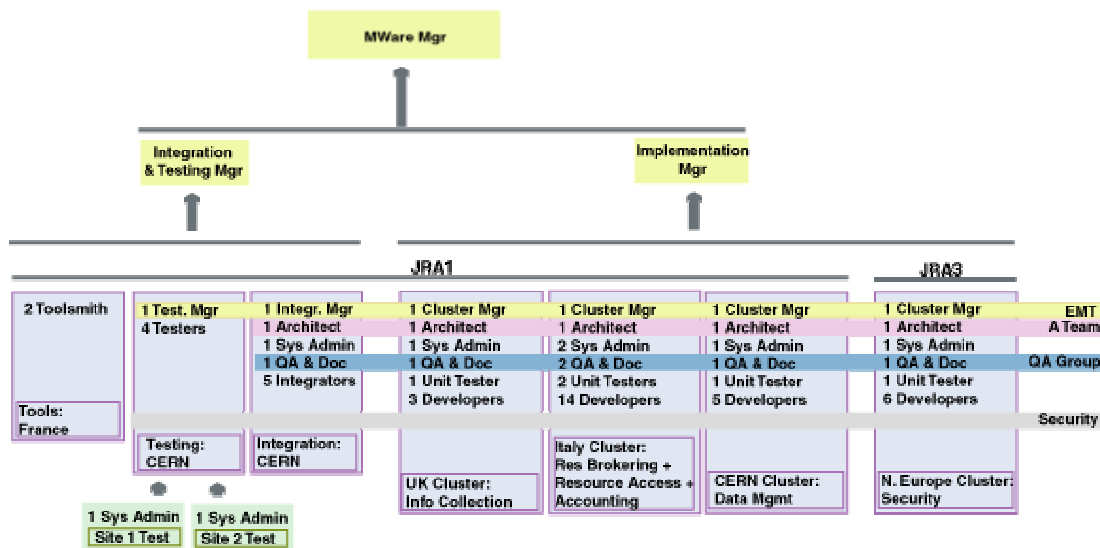 MWare Mgr
Integration
& Testing Mgr
Implementation
Mgr
JRA1
JRA3
2 Toolsmith
Tools:
France
1 Test. Mgr
4 Testers
Testing:
CERN
1 Integr. Mgr
1 Architect
1 Sys Admin
1 QA & Doc
5 Integrators
Integration:
CERN
1 Cluster Mgr
1 Architect
1 Sys Admin
1 QA & Doc
1 Unit Tester
3 Developers
UK Cluster:
Info Collection
1 Cluster Mgr
1 Architect
2 Sys Admin
2 QA & Doc
2 Unit Testers
14 Developers
Italy Cluster:
Res Brokering +
Resource Access +
Accounting
1 Cluster Mgr
1 Architect
1 Sys Admin
1 QA & Doc
1 Unit Tester
5 Developers
CERN Cluster:
Data Mgmt
1 Cluster Mgr
1 Architect
1 Sys Admin
1 QA & Doc
1 Unit Tester
6 Developers
N. Europe Cluster:
Security
EMT
A Team
QA Group
Security
1 Sys Admin
Site 1 Test
1 Sys Admin
Site 2 Test